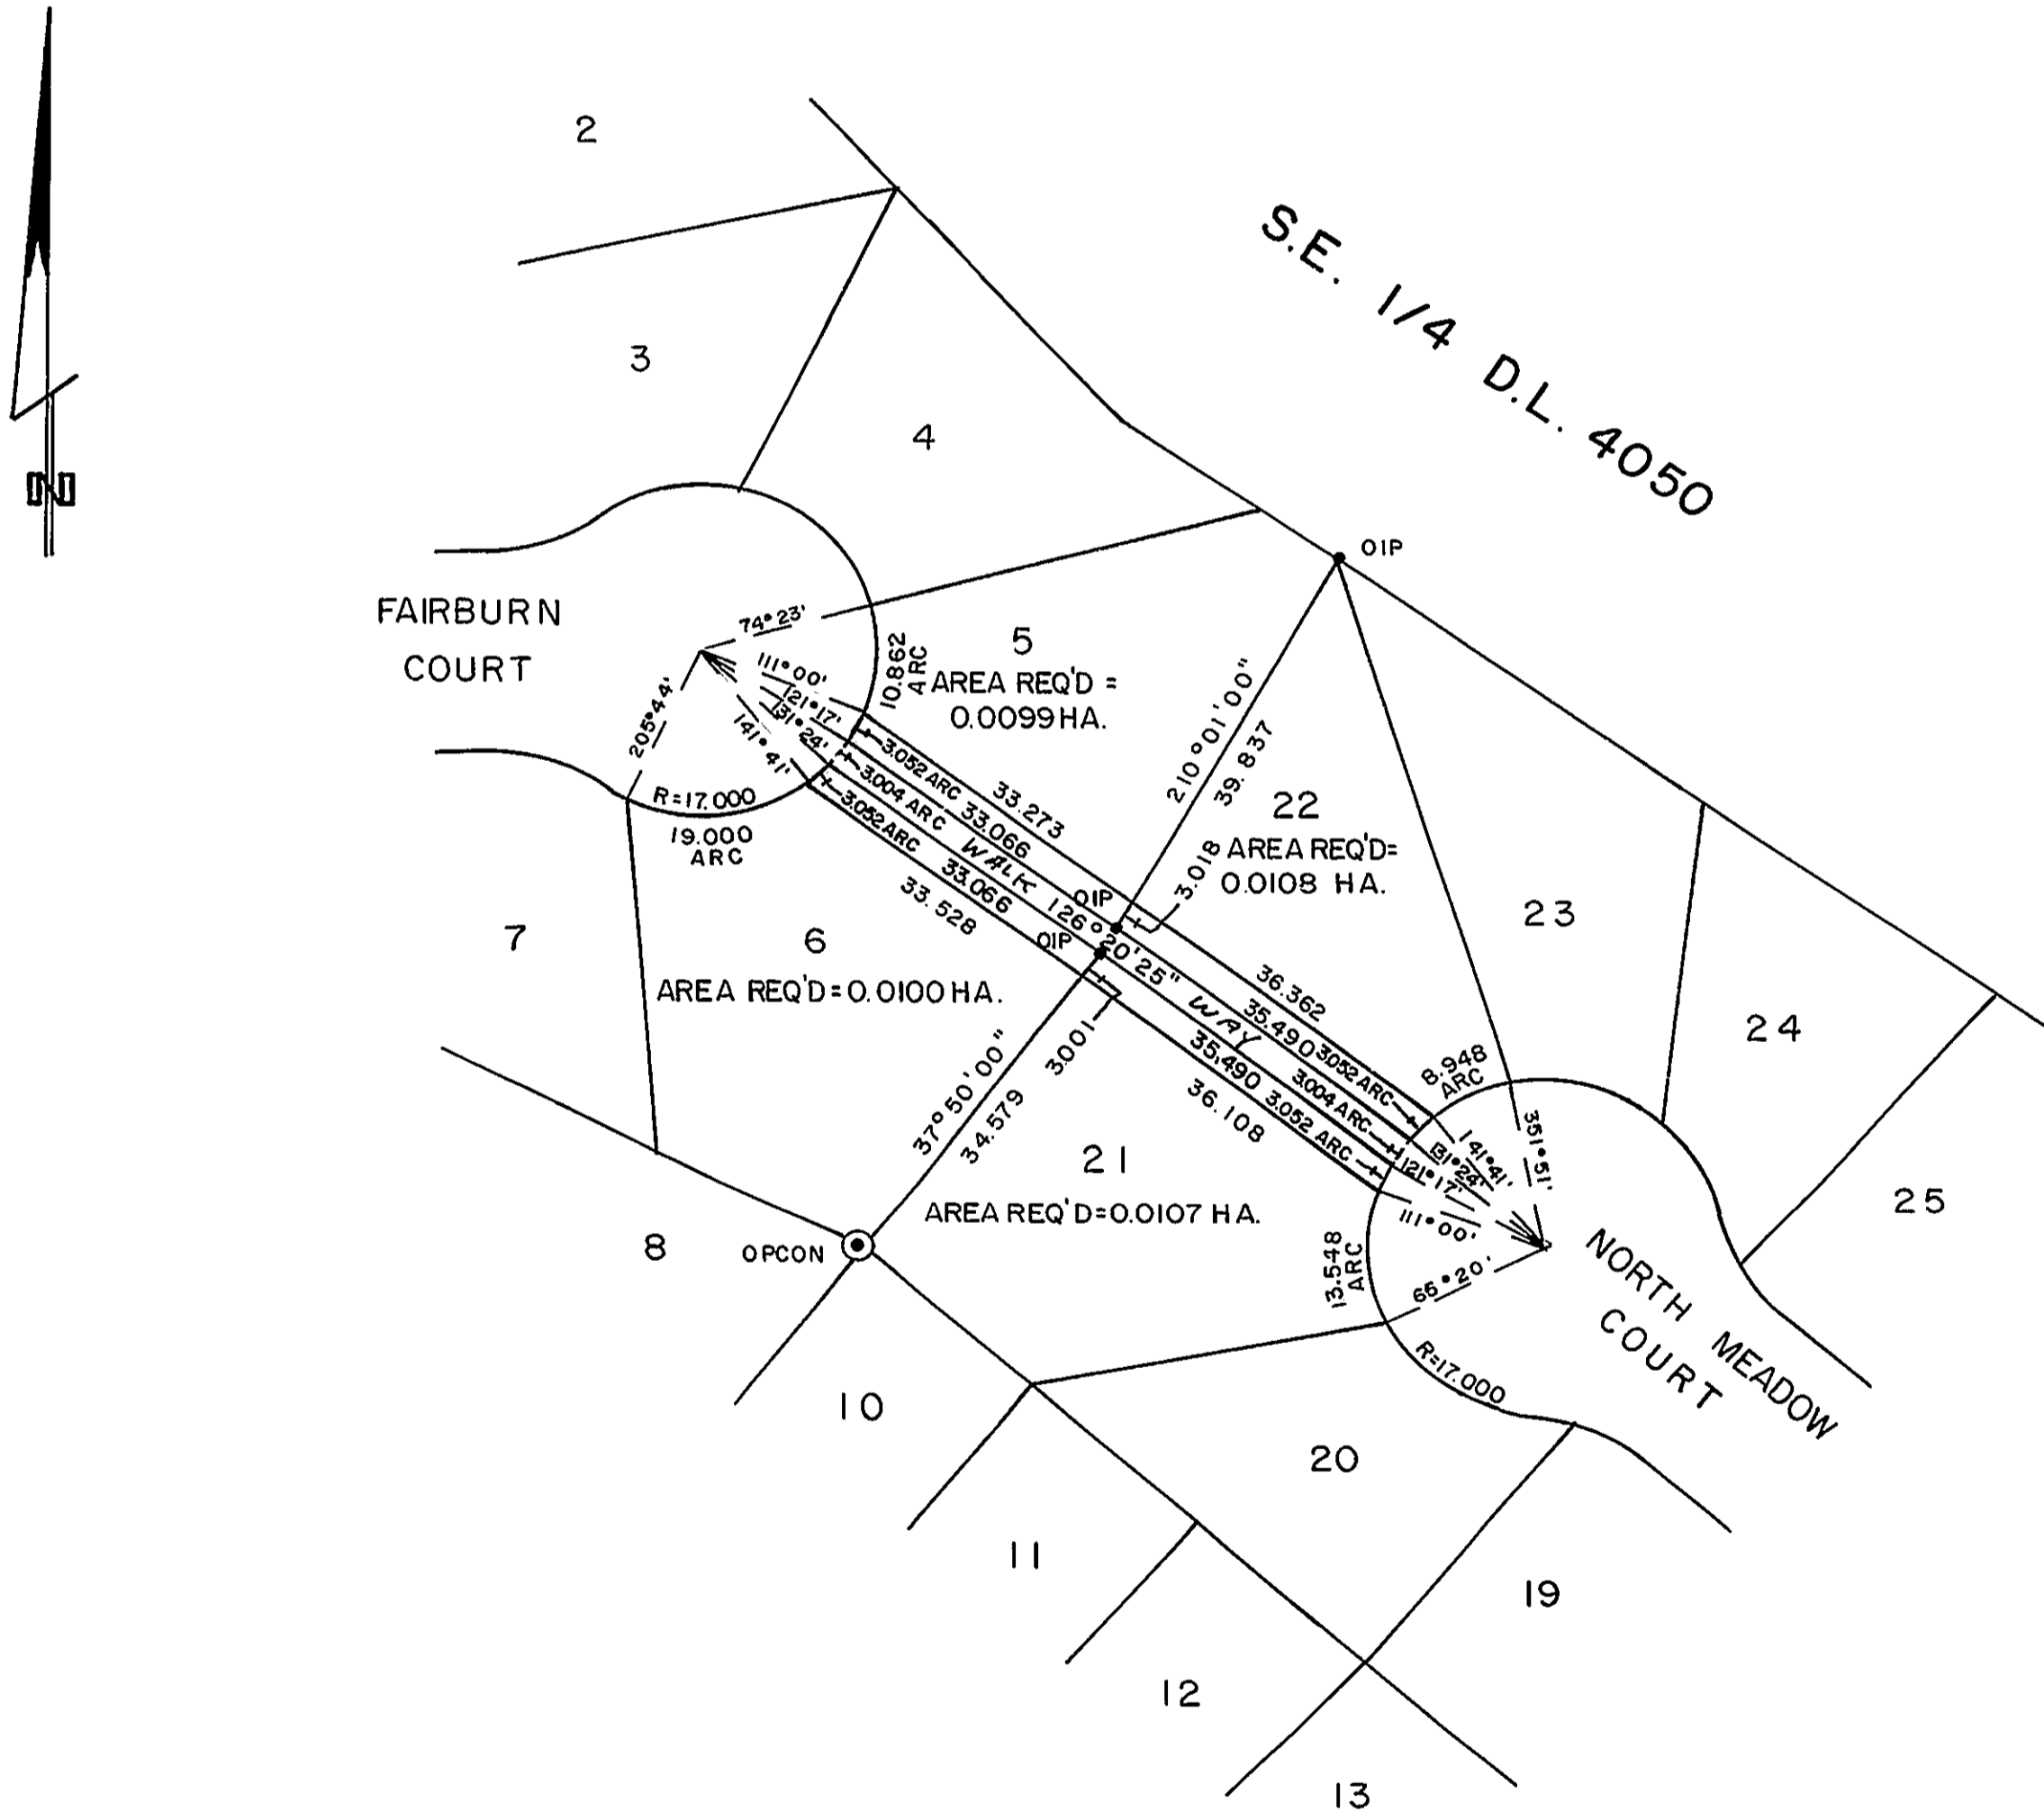 2
S.E. 1/4 D.L. 4050
3
4
N
OIP
FAIRBURN
COURT
74°23'
111°00'
121°17'
131°24'
141°41'
205°44'
10.862
ARC
5
AREA REQ'D =
0.0099 HA.
210°01'00"
39.837
R=17.000
19.000
ARC
3.052 ARC
33.273
3.004 ARC
33.066
3.052 ARC
33.066
33.528
WALK
126°20'25"
WAY
22
AREA REQ'D=
0.0108 HA.
3.018
OIP
OIP
23
7
6
AREA REQ'D=0.0100 HA.
36.362
35.490
3.052 ARC
35.490
3.004 ARC
3.052 ARC
36.108
8.948
ARC
24
37°50'00"
34.579
3.001
351°51'
141°41'
131°24'
121°17'
111°00'
65°20'
21
AREA REQ'D=0.0107 HA.
25
8
OPCON
13.548
ARC
NORTH MEADOW
COURT
R=17.000
10
20
11
19
12
13